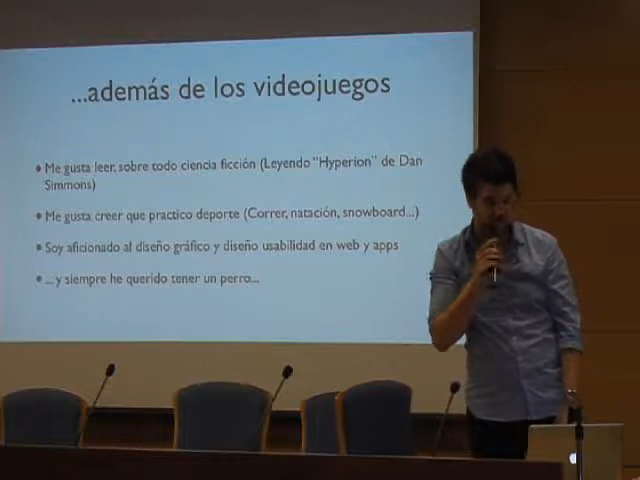 ...además de los videojuegos
• Me gusta leer, sobre todo ciencia ficción (Leyendo "Hyperion" de Dan
Simmons)
• Me gusta creer que practico deporte (Correr, natación, snowboard...)
• Soy aficionado al diseño gráfico y diseño usabilidad en web y apps
• ...y siempre he querido tener un perro...